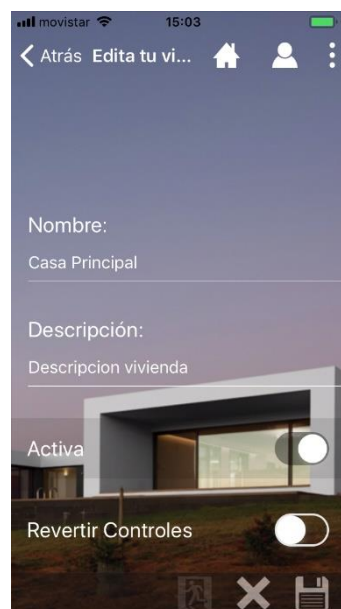 movistar 15:03
Atrás Edita tu vi...
Nombre:
Casa Principal
Descripción:
Descripcion vivienda
Activa
Revertir Controles